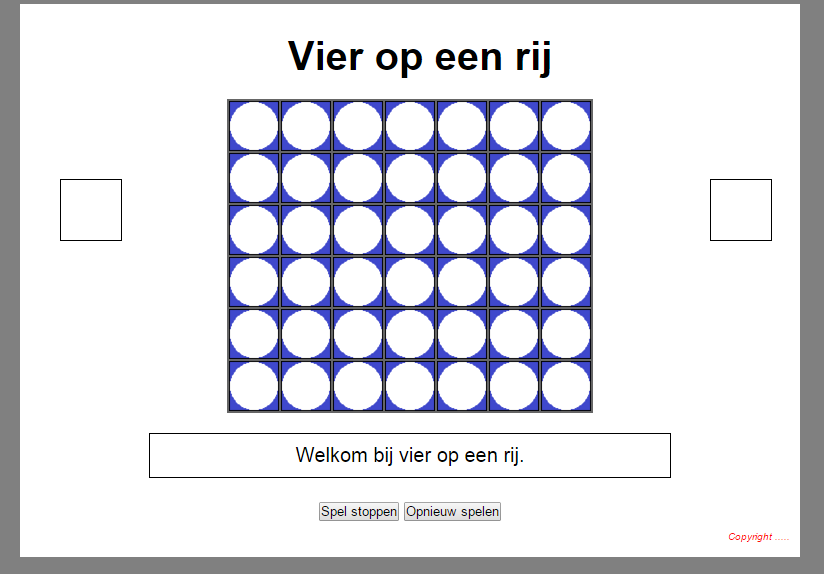 Vier op een rij
Welkom bij vier op een rij.
Spel stoppen Opnieuw spelen
Copyright .....